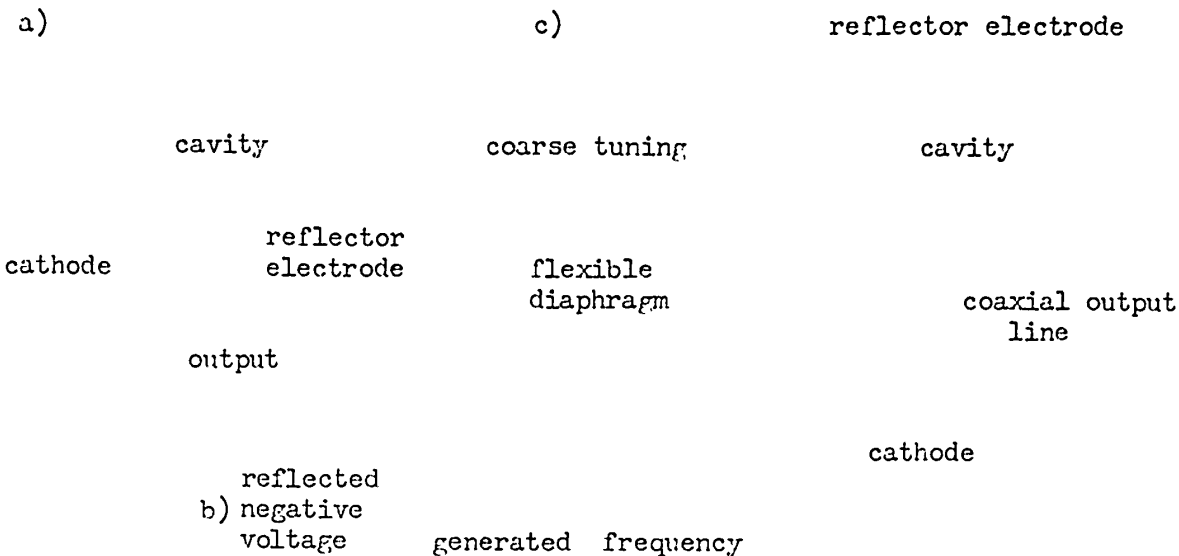 a)
cavity
cathode
reflector
electrode
output
b) reflected
negative
voltage
generated frequency
c)
reflector electrode
coarse tuning
cavity
flexible
diaphragm
coaxial output
line
cathode